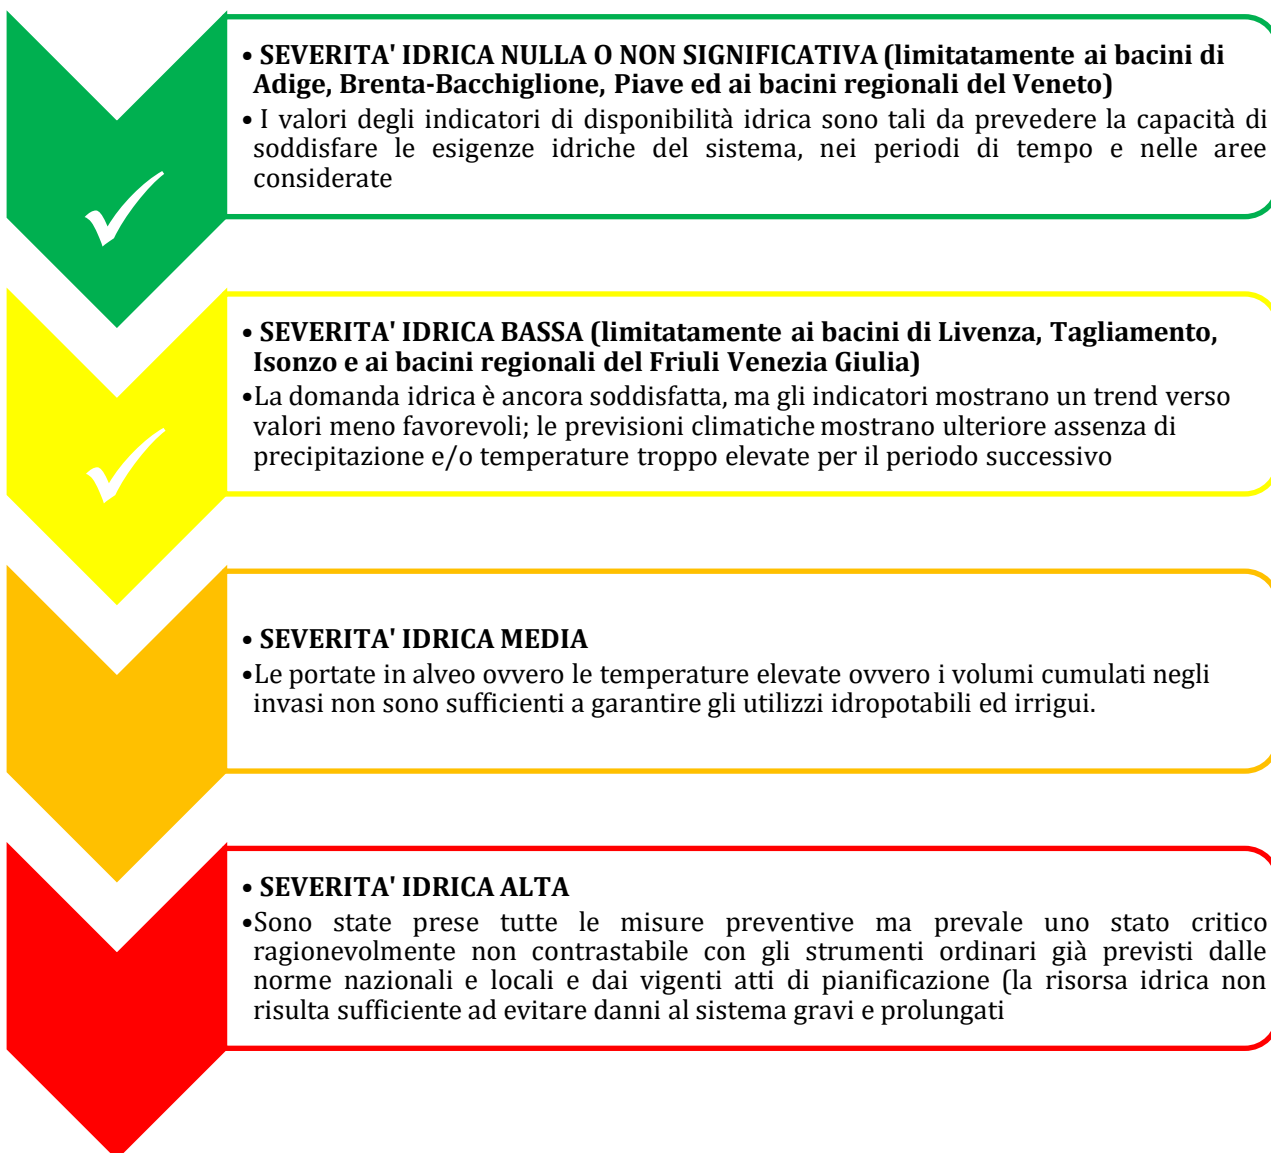 • SEVERITA' IDRICA NULLA O NON SIGNIFICATIVA (limitatamente ai bacini di
Adige, Brenta-Bacchiglione, Piave ed ai bacini regionali del Veneto)
• I valori degli indicatori di disponibilità idrica sono tali da prevedere la capacità di
soddisfare le esigenze idriche del sistema, nei periodi di tempo e nelle aree
considerate
• SEVERITA' IDRICA BASSA (limitatamente ai bacini di Livenza, Tagliamento,
Isonzo e ai bacini regionali del Friuli Venezia Giulia)
•La domanda idrica è ancora soddisfatta, ma gli indicatori mostrano un trend verso
valori meno favorevoli; le previsioni climatiche mostrano ulteriore assenza di
precipitazione e/o temperature troppo elevate per il periodo successivo
• SEVERITA' IDRICA MEDIA
•Le portate in alveo ovvero le temperature elevate ovvero i volumi cumulati negli
invasi non sono sufficienti a garantire gli utilizzi idropotabili ed irrigui.
• SEVERITA' IDRICA ALTA
•Sono state prese tutte le misure preventive ma prevale uno stato critico
ragionevolmente non contrastabile con gli strumenti ordinari già previsti dalle
norme nazionali e locali e dai vigenti atti di pianificazione (la risorsa idrica non
risulta sufficiente ad evitare danni al sistema gravi e prolungati